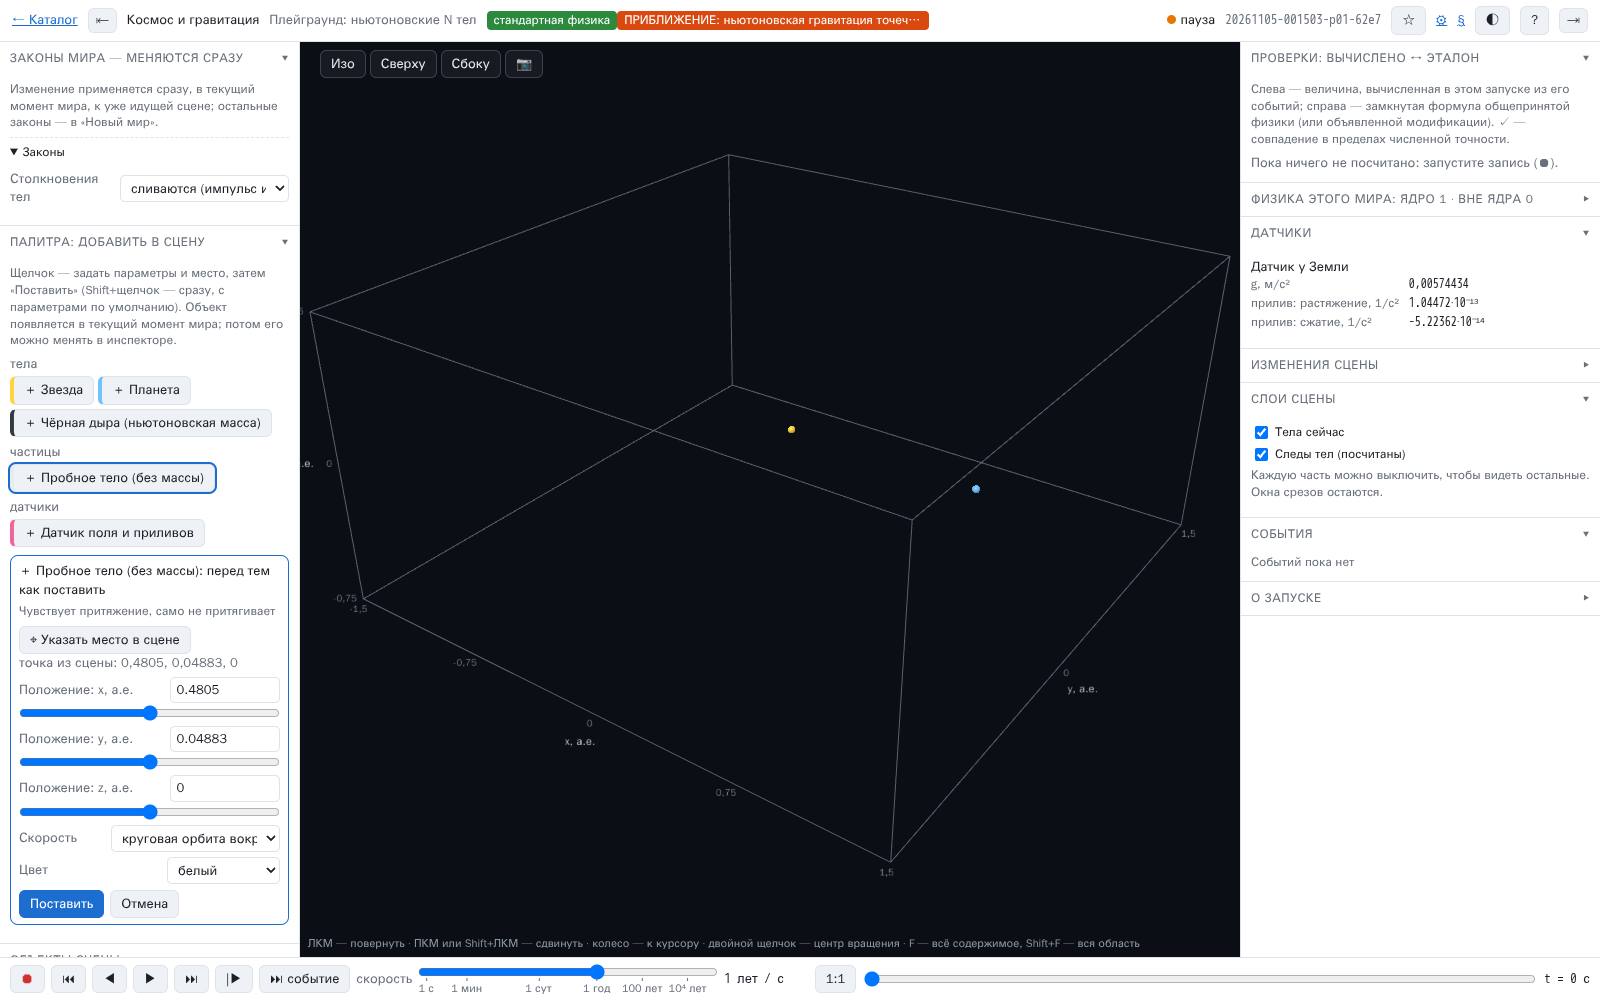 ← Каталог ⇤ Космос и гравитация Плейграунд: ньютоновские N тел стандартная физика ПРИБЛИЖЕНИЕ: ньютоновская гравитация точеч⋯ пауза 20261105-001503-p01-62e7 ☆ ⚙ § ◐ ? ⇥
ЗАКОНЫ МИРА — МЕНЯЮТСЯ СРАЗУ ▾
Изменение применяется сразу, в текущий
момент мира, к уже идущей сцене; остальные
законы — в «Новый мир».
▼ Законы
Столкновения
тел
сливаются (импульс и
ПАЛИТРА: ДОБАВИТЬ В СЦЕНУ ▾
Щелчок — задать параметры и место, затем
«Поставить» (Shift+щелчок — сразу, с
параметрами по умолчанию). Объект
появляется в текущий момент мира; потом его
можно менять в инспекторе.
тела
+ Звезда + Планета
+ Чёрная дыра (ньютоновская масса)
частицы
+ Пробное тело (без массы)
датчики
+ Датчик поля и приливов
+ Пробное тело (без массы): перед тем
как поставить
Чувствует притяжение, само не притягивает
⌖ Указать место в сцене
точка из сцены: 0,4805, 0,04883, 0
Положение: x, а.е. 0.4805
Положение: y, а.е. 0.04883
Положение: z, а.е. 0
Скорость круговая орбита вокр
Цвет белый
Поставить Отмена
Изо Сверху Сбоку
.е. 0
-0,75
-1,5
-0,75
0
x, а.е.
0,75
1,5
0
y, а.е.
1,5
ЛКМ — повернуть · ПКМ или Shift+ЛКМ — сдвинуть · колесо — к курсору · двойной щелчок — центр вращения · F — всё содержимое, Shift+F — вся область
ПРОВЕРКИ: ВЫЧИСЛЕНО ↔ ЭТАЛОН ▾
Слева — величина, вычисленная в этом запуске из его
событий; справа — замкнутая формула общепринятой
физики (или объявленной модификации). ✓ —
совпадение в пределах численной точности.
Пока ничего не посчитано: запустите запись (⏺).
ФИЗИКА ЭТОГО МИРА: ЯДРО 1 · ВНЕ ЯДРА 0 ▸
ДАТЧИКИ ▾
Датчик у Земли
g, м/с² 0,00574434
прилив: растяжение, 1/с² 1.04472·10⁻¹³
прилив: сжатие, 1/с² −5.22362·10⁻¹⁴
ИЗМЕНЕНИЯ СЦЕНЫ ▸
СЛОИ СЦЕНЫ ▾
Тела сейчас
Следы тел (посчитаны)
Каждую часть можно выключить, чтобы видеть остальные.
Окна срезов остаются.
СОБЫТИЯ ▾
Событий пока нет
О ЗАПУСКЕ ▸
⏺ ⏮ ◀ ▶ ⏭ |▶ ⏭ событие скорость 1 с 1 мин 1 сут 1 год 100 лет 10⁴ лет 1 лет / с 1:1 t = 0 с